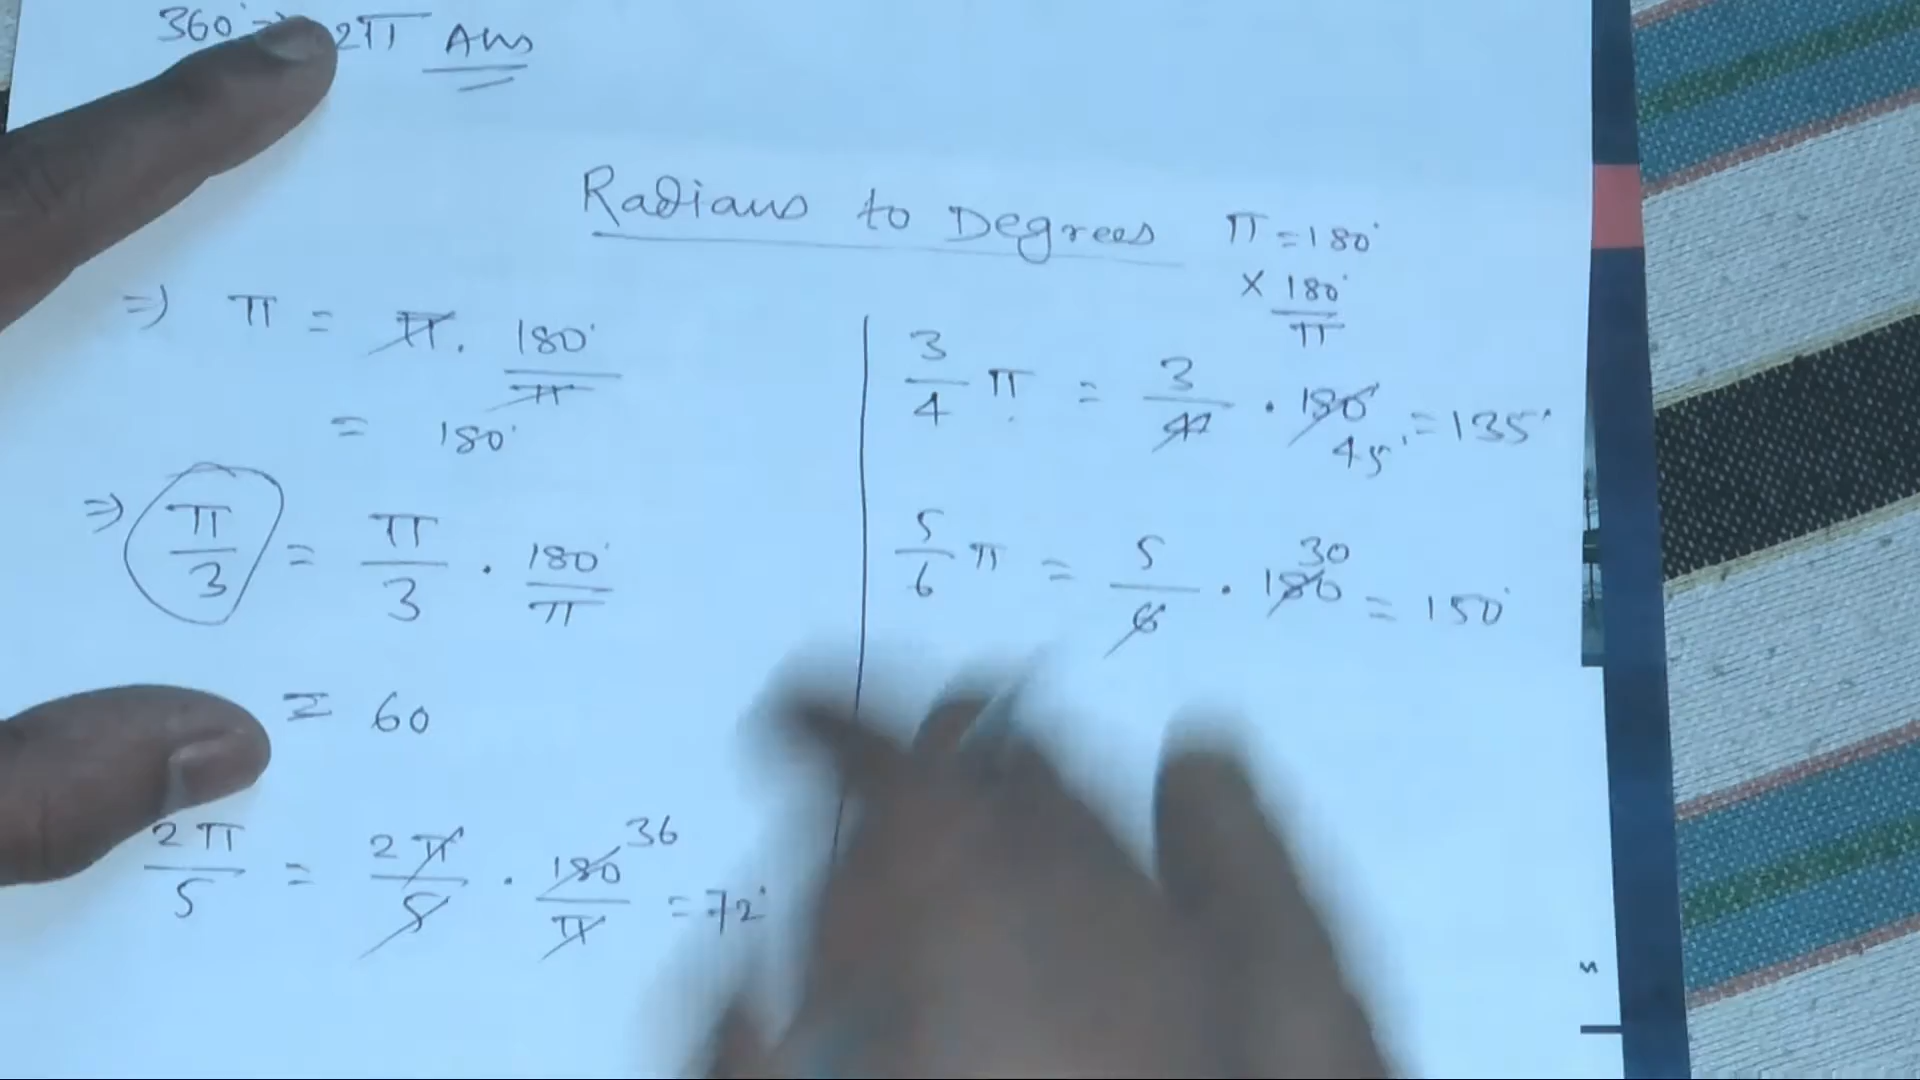 360° ⇒ 2π Ans
Radians to Degrees π = 180°
× 180°/π
⇒ π = π . 180°/π
= 180°
⇒ π/3 = π/3 . 180°/π
= 60
2π/5 = 2π/5 . 180/π 36 = 72°
3/4 π = 3/4 . 180° 45° = 135°
5/6 π = 5/6 . 180 30 = 150°